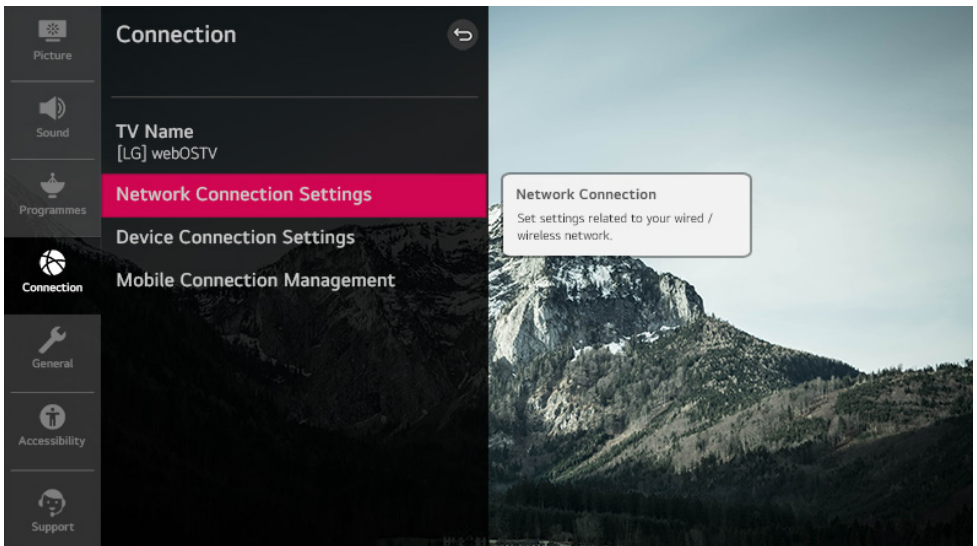 Picture
Sound
Programmes
Connection
General
Accessibility
Support
Connection
TV Name
[LG] webOSTV
Network Connection Settings
Device Connection Settings
Mobile Connection Management
Network Connection
Set settings related to your wired /
wireless network.